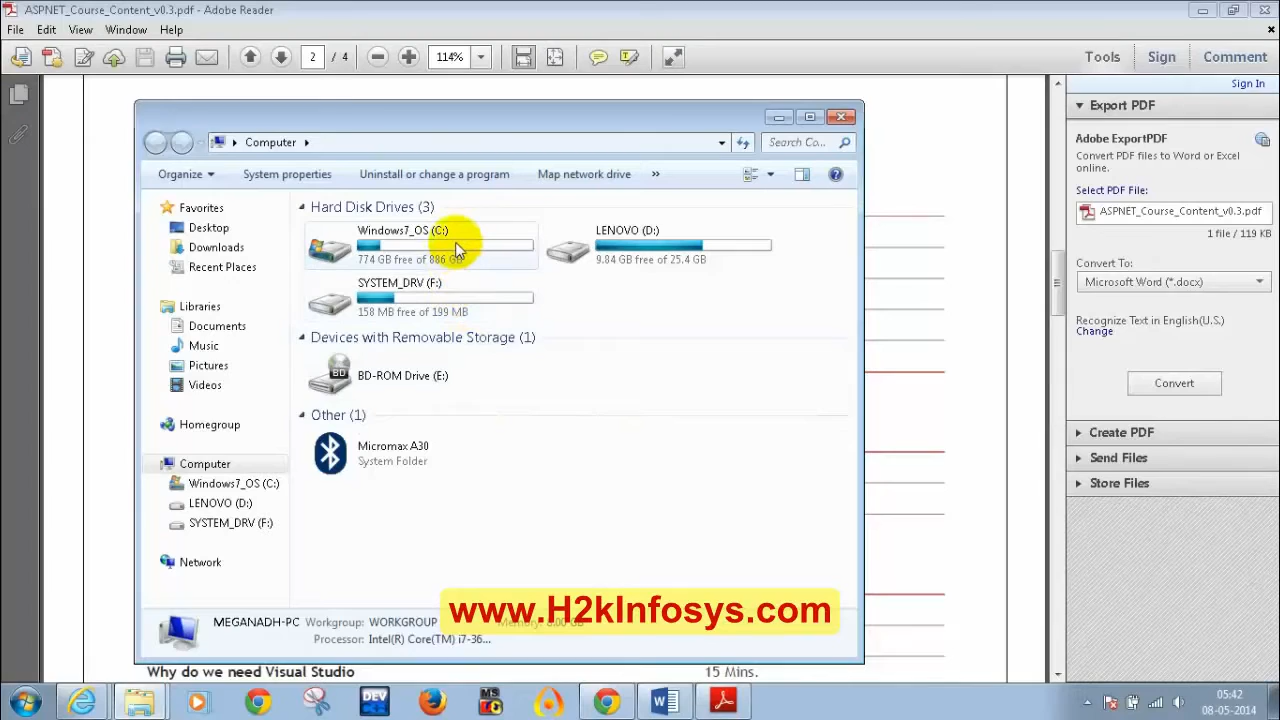 ASPNET_Course_Content_v0.3.pdf - Adobe Reader
File Edit View Window Help
2 / 4 114% Tools Sign Comment
Sign In
Export PDF
Adobe ExportPDF
Convert PDF files to Word or Excel online.
Select PDF File:
ASPNET_Course_Content_v0.3.pdf
1 file / 119 KB
Convert To:
Microsoft Word (*.docx)
Recognize Text in English(U.S.)
Change
Convert
Create PDF
Send Files
Store Files
Computer
Search Co...
Organize System properties Uninstall or change a program Map network drive »
Favorites
Desktop
Downloads
Recent Places
Libraries
Documents
Music
Pictures
Videos
Homegroup
Computer
Windows7_OS (C:)
LENOVO (D:)
SYSTEM_DRV (F:)
Network
Hard Disk Drives (3)
Windows7_OS (C:)
774 GB free of 886 GB
LENOVO (D:)
9.84 GB free of 25.4 GB
SYSTEM_DRV (F:)
158 MB free of 199 MB
Devices with Removable Storage (1)
BD
BD-ROM Drive (E:)
Other (1)
Micromax A30
System Folder
MEGANADH-PC Workgroup: WORKGROUP
Processor: Intel(R) Core(TM) i7-36...
www.H2kInfosys.com
Why do we need Visual Studio 15 Mins.
DEV
MS
05:42
08-05-2014